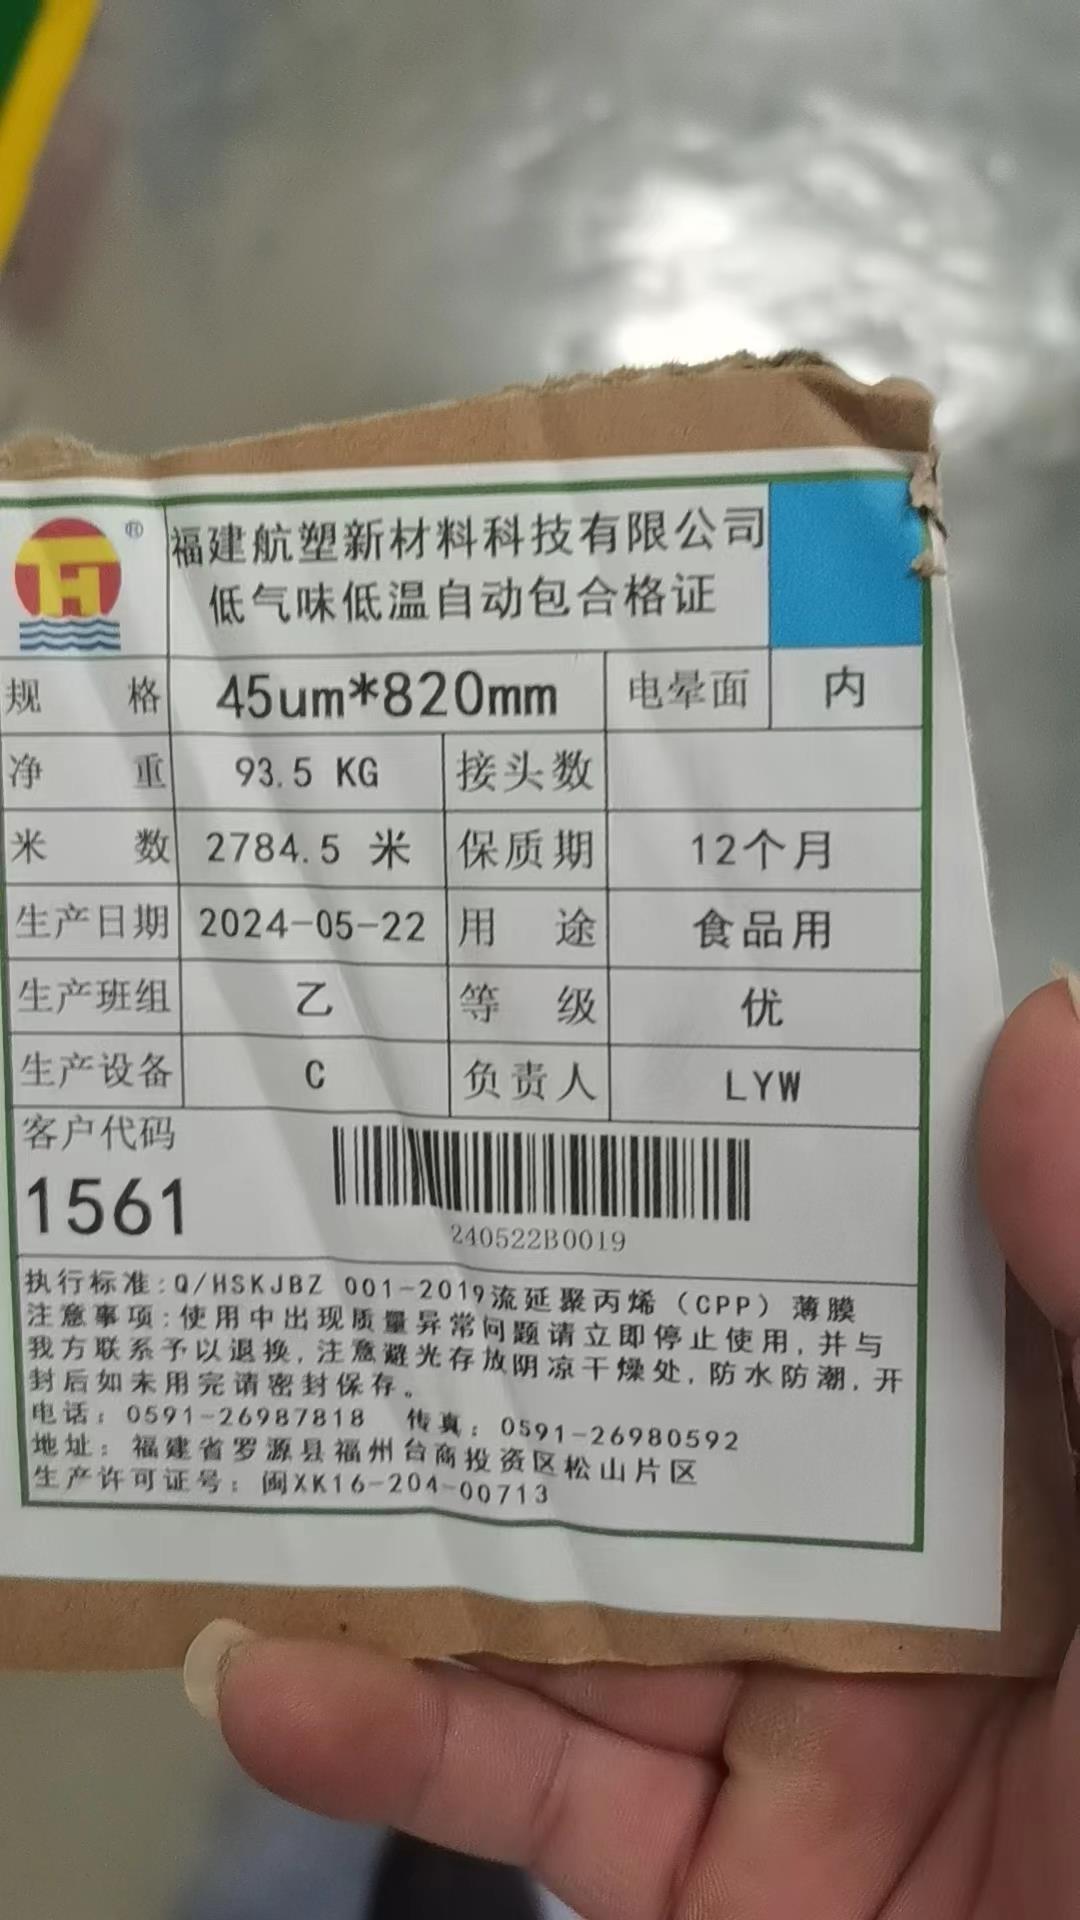 ®
福建航塑新材料科技有限公司
低气味低温自动包合格证
规 格 45um*820mm 电晕面 内
净 重 93.5 KG 接头数
米 数 2784.5 米 保质期 12个月
生产日期 2024-05-22 用 途 食品用
生产班组 乙 等 级 优
生产设备 C 负责人 LYW
客户代码
1561
240522B0019
执行标准:Q/HSKJBZ 001-2019流延聚丙烯（CPP）薄膜
注意事项:使用中出现质量异常问题请立即停止使用,并与
我方联系予以退换,注意避光存放阴凉干燥处,防水防潮,开
封后如未用完请密封保存。
电话：0591-26987818 传真：0591-26980592
地址：福建省罗源县福州台商投资区松山片区
生产许可证号：闽XK16-204-00713